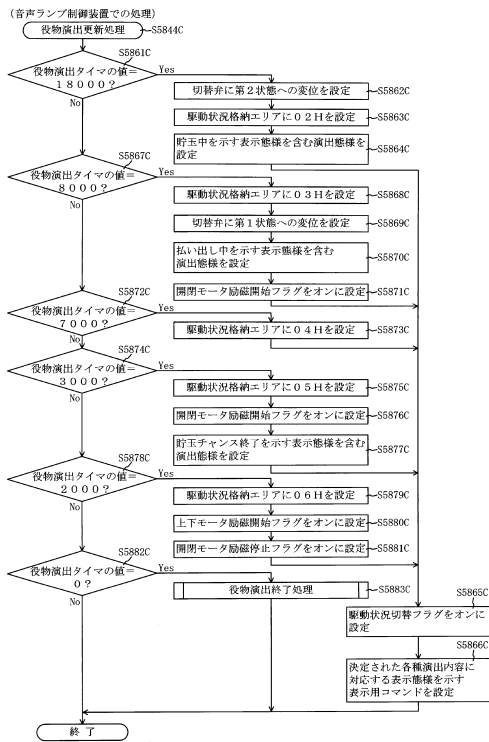 （音声ランプ制御装置での処理）
役物演出更新処理
S5844C
S5861C
役物演出タイマの値＝
１８０００？
Yes
No
切替弁に第２状態への変位を設定
S5862C
駆動状況格納エリアに０２Hを設定
S5863C
貯玉中を示す表示態様を含む演出態様を
設定
S5864C
S5867C
役物演出タイマの値＝
８０００？
Yes
No
駆動状況格納エリアに０３Hを設定
S5868C
切替弁に第１状態への変位を設定
S5869C
払い出し中を示す表示態様を含む
演出態様を設定
S5870C
開閉モータ励磁開始フラグをオンに設定
S5871C
S5872C
役物演出タイマの値＝
７０００？
Yes
No
駆動状況格納エリアに０４Hを設定
S5873C
S5874C
役物演出タイマの値＝
３０００？
Yes
No
駆動状況格納エリアに０５Hを設定
S5875C
開閉モータ励磁開始フラグをオンに設定
S5876C
貯玉チャンス終了を示す表示態様を含む
演出態様を設定
S5877C
S5878C
役物演出タイマの値＝
２０００？
Yes
No
駆動状況格納エリアに０６Hを設定
S5879C
上下モータ励磁開始フラグをオンに設定
S5880C
開閉モータ励磁停止フラグをオンに設定
S5881C
S5882C
役物演出タイマの値＝
０？
Yes
No
役物演出終了処理
S5883C
S5865C
駆動状況切替フラグをオンに
設定
S5866C
決定された各種演出内容に
対応する表示態様を示す
表示用コマンドを設定
終了